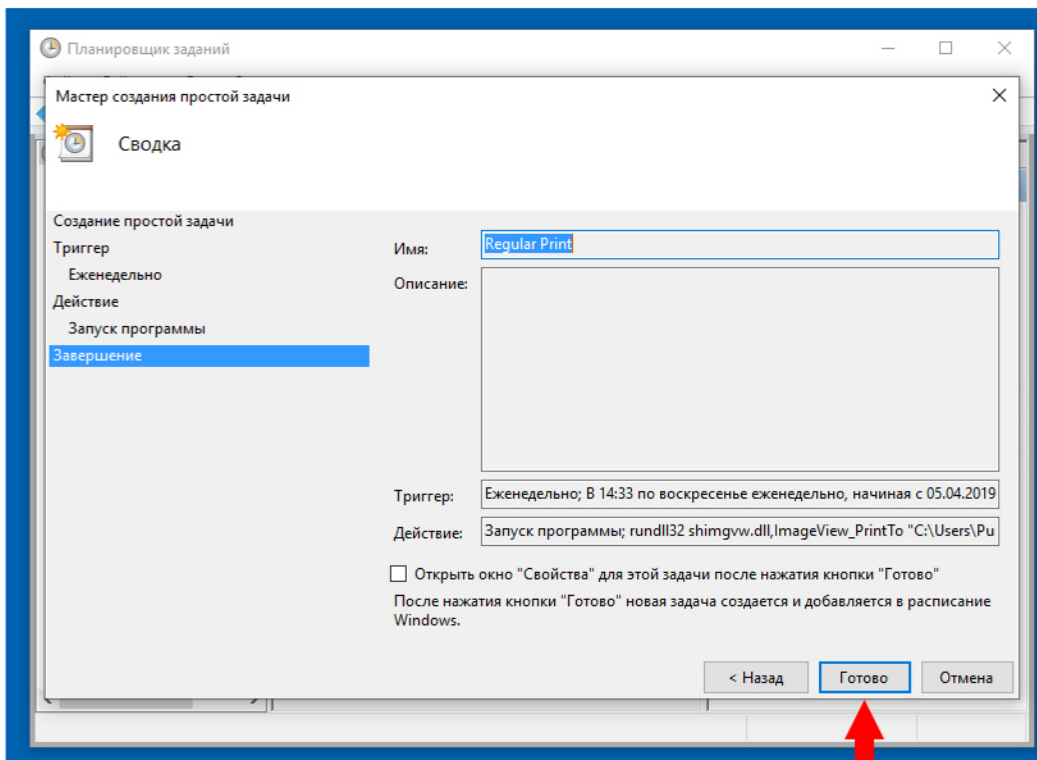 Планировщик заданий
Мастер создания простой задачи
Сводка
Создание простой задачи
Триггер
Еженедельно
Действие
Запуск программы
Завершение
Имя:
Regular Print
Описание:
Триггер:
Еженедельно; В 14:33 по воскресенье еженедельно, начиная с 05.04.2019
Действие:
Запуск программы; rundll32 shimgvw.dll,ImageView_PrintTo "C:\Users\Pu
Открыть окно "Свойства" для этой задачи после нажатия кнопки "Готово"
После нажатия кнопки "Готово" новая задача создается и добавляется в расписание
Windows.
< Назад
Готово
Отмена